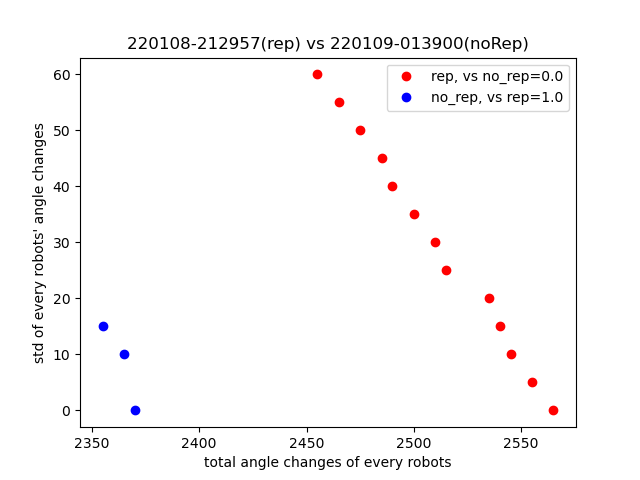 220108-212957(rep) vs 220109-013900(noRep)
rep, vs no_rep=0.0
no_rep, vs rep=1.0
std of every robots' angle changes
60
50
40
30
20
10
0
2350 2400 2450 2500 2550
total angle changes of every robots